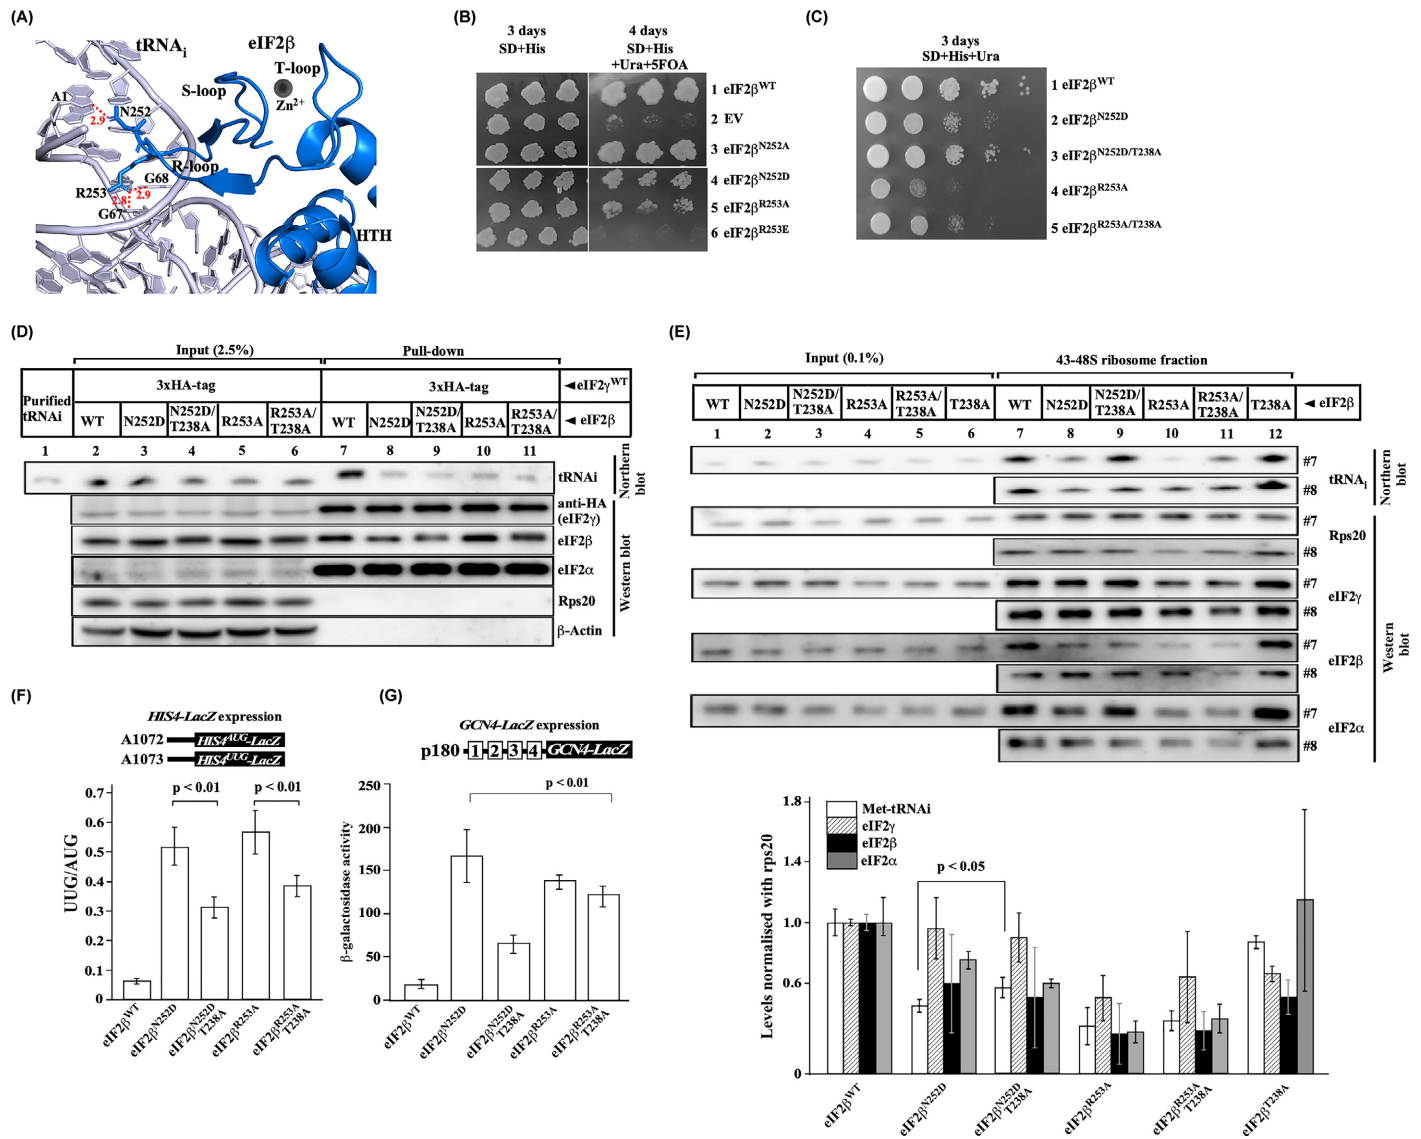 (A)
tRNAi
eIF2β
T-loop
S-loop
Zn2+
A1
N252
2.9
R-loop
G68
R253
2.9
2.8
G67
HTH
(B)
3 days
SD+His
4 days
SD+His
+Ura+5FOA
1 eIF2βWT
2 EV
3 eIF2βN252A
4 eIF2βN252D
5 eIF2βR253A
6 eIF2βR253E
(C)
3 days
SD+His+Ura
1 eIF2βWT
2 eIF2βN252D
3 eIF2βN252D/T238A
4 eIF2βR253A
5 eIF2βR253A/T238A
(D)
Input (2.5%)
Pull-down
Purified
tRNAi
3xHA-tag
3xHA-tag
◄eIF2γWT
WT
N252D
N252D/
T238A
R253A
R253A/
T238A
WT
N252D
N252D/
T238A
R253A
R253A/
T238A
◄eIF2β
1 2 3 4 5 6 7 8 9 10 11
tRNAi
Northern
blot
anti-HA
(eIF2γ)
eIF2β
eIF2α
Rps20
β-Actin
Western blot
(E)
Input (0.1%)
43-48S ribosome fraction
WT
N252D
N252D/
T238A
R253A
R253A/
T238A
T238A
WT
N252D
N252D/
T238A
R253A
R253A/
T238A
T238A
◄eIF2β
1 2 3 4 5 6 7 8 9 10 11 12
#7
tRNAi
#8
Northern
blot
#7
Rps20
#8
#7
eIF2γ
#8
#7
eIF2β
#8
#7
eIF2α
#8
Western
blot
(F)
HIS4-LacZ expression
A1072
HIS4AUG-LacZ
A1073
HIS4UUG-LacZ
p < 0.01
p < 0.01
UUG/AUG
0.7
0.6
0.5
0.4
0.3
0.2
0.1
0
eIF2βWT
eIF2βN252D
eIF2βN252D
T238A
eIF2βR253A
eIF2βR253A
T238A
(G)
GCN4-LacZ expression
p180
1 2 3 4
GCN4-LacZ
p < 0.01
β-galactosidase activity
250
200
150
100
50
0
eIF2βWT
eIF2βN252D
eIF2βN252D
T238A
eIF2βR253A
eIF2βR253A
T238A
Levels normalised with rps20
1.8
1.4
1.0
0.6
0
Met-tRNAi
eIF2γ
eIF2β
eIF2α
p < 0.05
eIF2βWT
eIF2βN252D
eIF2βN252D
T238A
eIF2βR253A
eIF2βR253A
T238A
eIF2βT238A